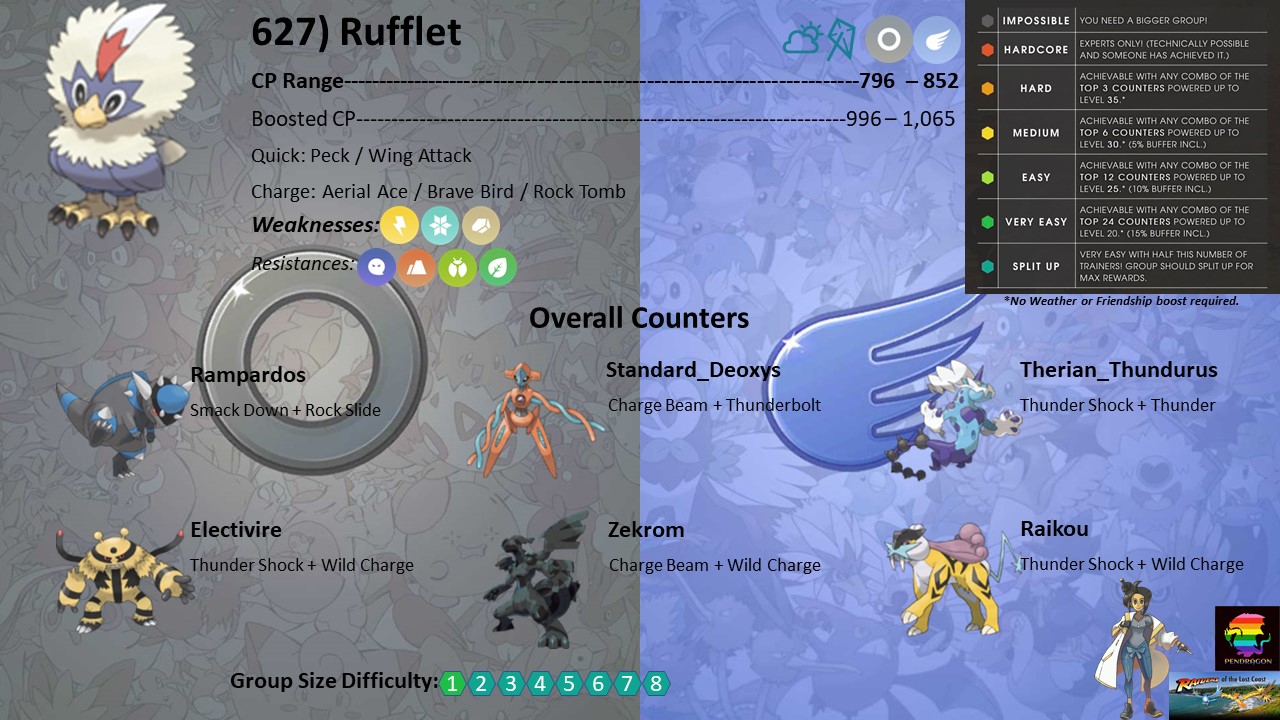 627) Rufflet
CP Range---------------------------------------------------------------------------796 – 852
Boosted CP-----------------------------------------------------------------------996 – 1,065
Quick: Peck / Wing Attack
Charge: Aerial Ace / Brave Bird / Rock Tomb
Weaknesses:
Resistances:
IMPOSSIBLE YOU NEED A BIGGER GROUP!
HARDCORE EXPERTS ONLY! (TECHNICALLY POSSIBLE
AND SOMEONE HAS ACHIEVED IT.)
HARD ACHIEVABLE WITH ANY COMBO OF THE
TOP 3 COUNTERS POWERED UP TO
LEVEL 35.*
MEDIUM ACHIEVABLE WITH ANY COMBO OF THE
TOP 6 COUNTERS POWERED UP TO
LEVEL 30.* (5% BUFFER INCL.)
EASY ACHIEVABLE WITH ANY COMBO OF THE
TOP 12 COUNTERS POWERED UP TO
LEVEL 25.* (10% BUFFER INCL.)
VERY EASY ACHIEVABLE WITH ANY COMBO OF THE
TOP 24 COUNTERS POWERED UP TO
LEVEL 20.* (15% BUFFER INCL.)
SPLIT UP VERY EASY WITH HALF THIS NUMBER OF
TRAINERS! GROUP SHOULD SPLIT UP FOR
MAX REWARDS.
*No Weather or Friendship boost required.
Overall Counters
Rampardos
Smack Down + Rock Slide
Standard_Deoxys
Charge Beam + Thunderbolt
Therian_Thundurus
Thunder Shock + Thunder
Electivire
Thunder Shock + Wild Charge
Zekrom
Charge Beam + Wild Charge
Raikou
Thunder Shock + Wild Charge
Group Size Difficulty: 1 2 3 4 5 6 7 8
PENDRAGON
RAIDERS of the Lost Coast